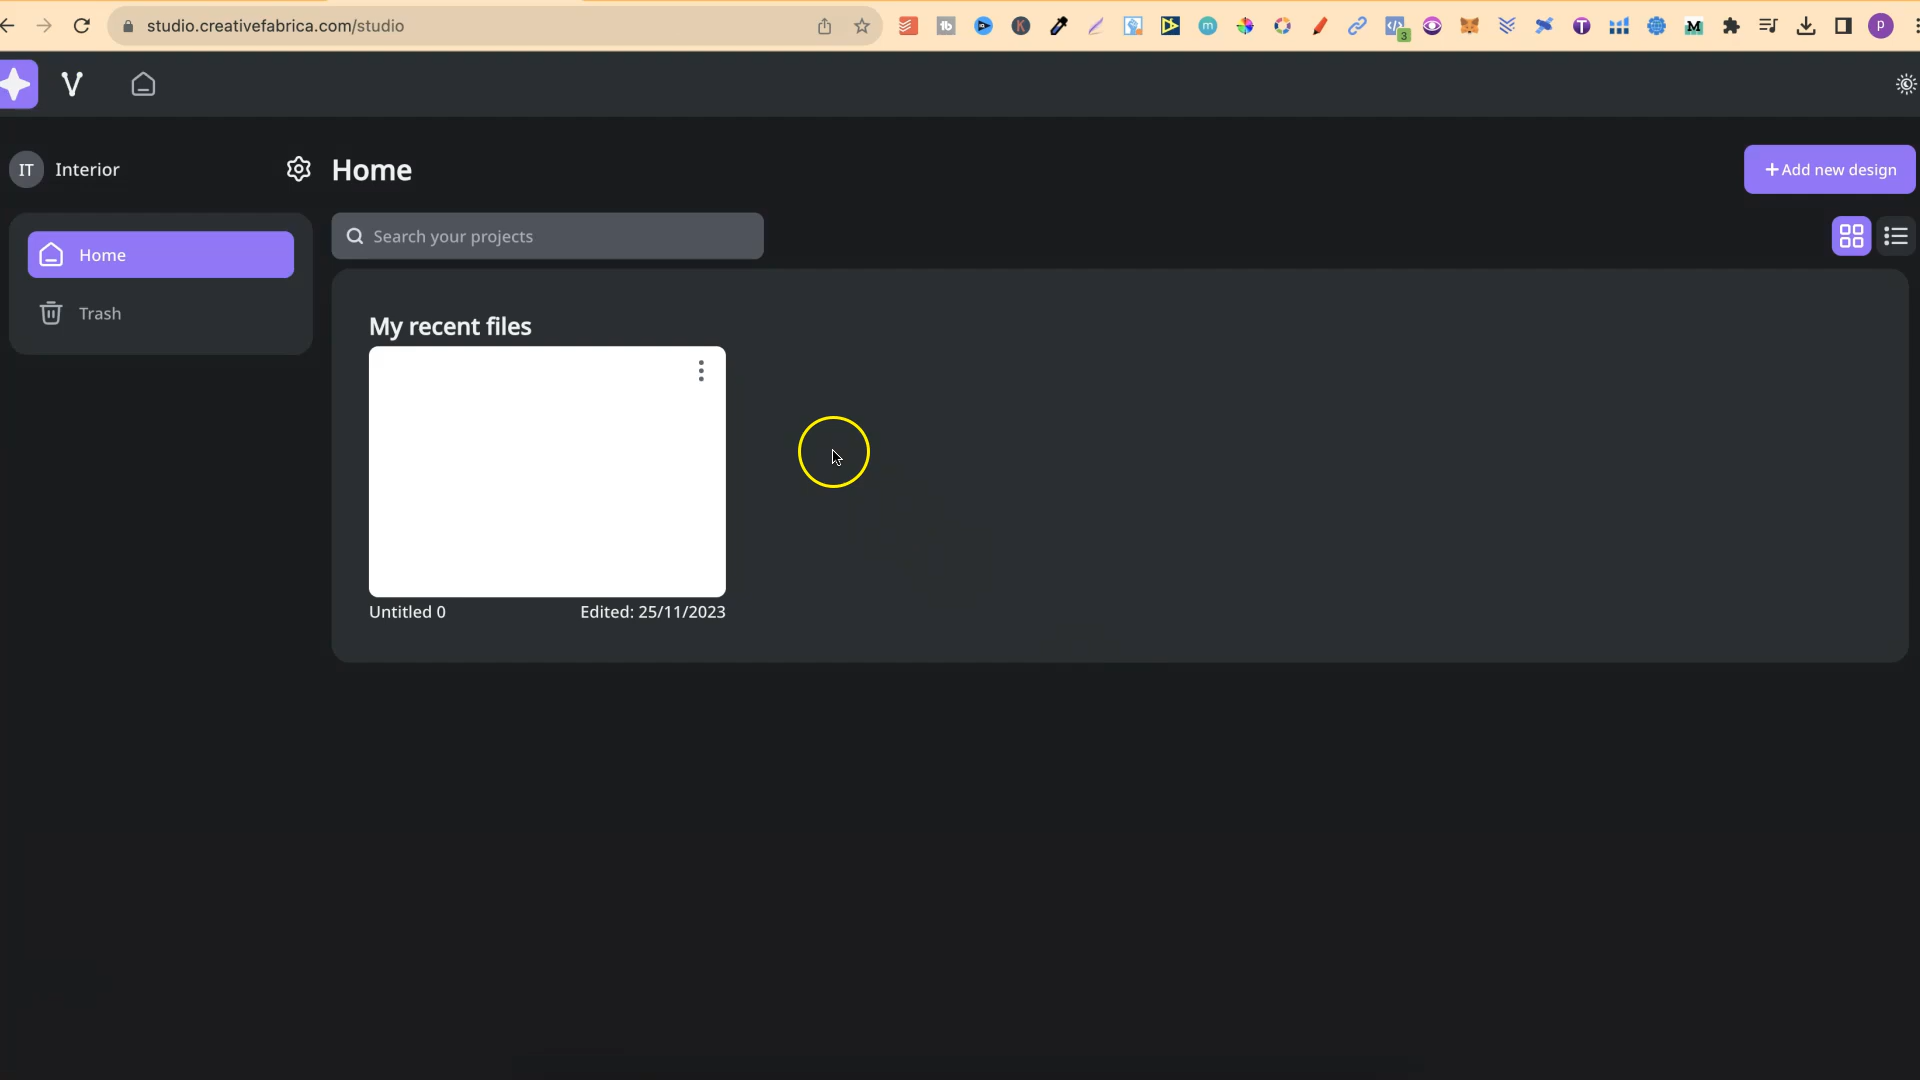 studio.creativefabrica.com/studio
3
P
IT Interior
Home
+ Add new design
Home
Search your projects
Trash
My recent files
Untitled 0 Edited: 25/11/2023